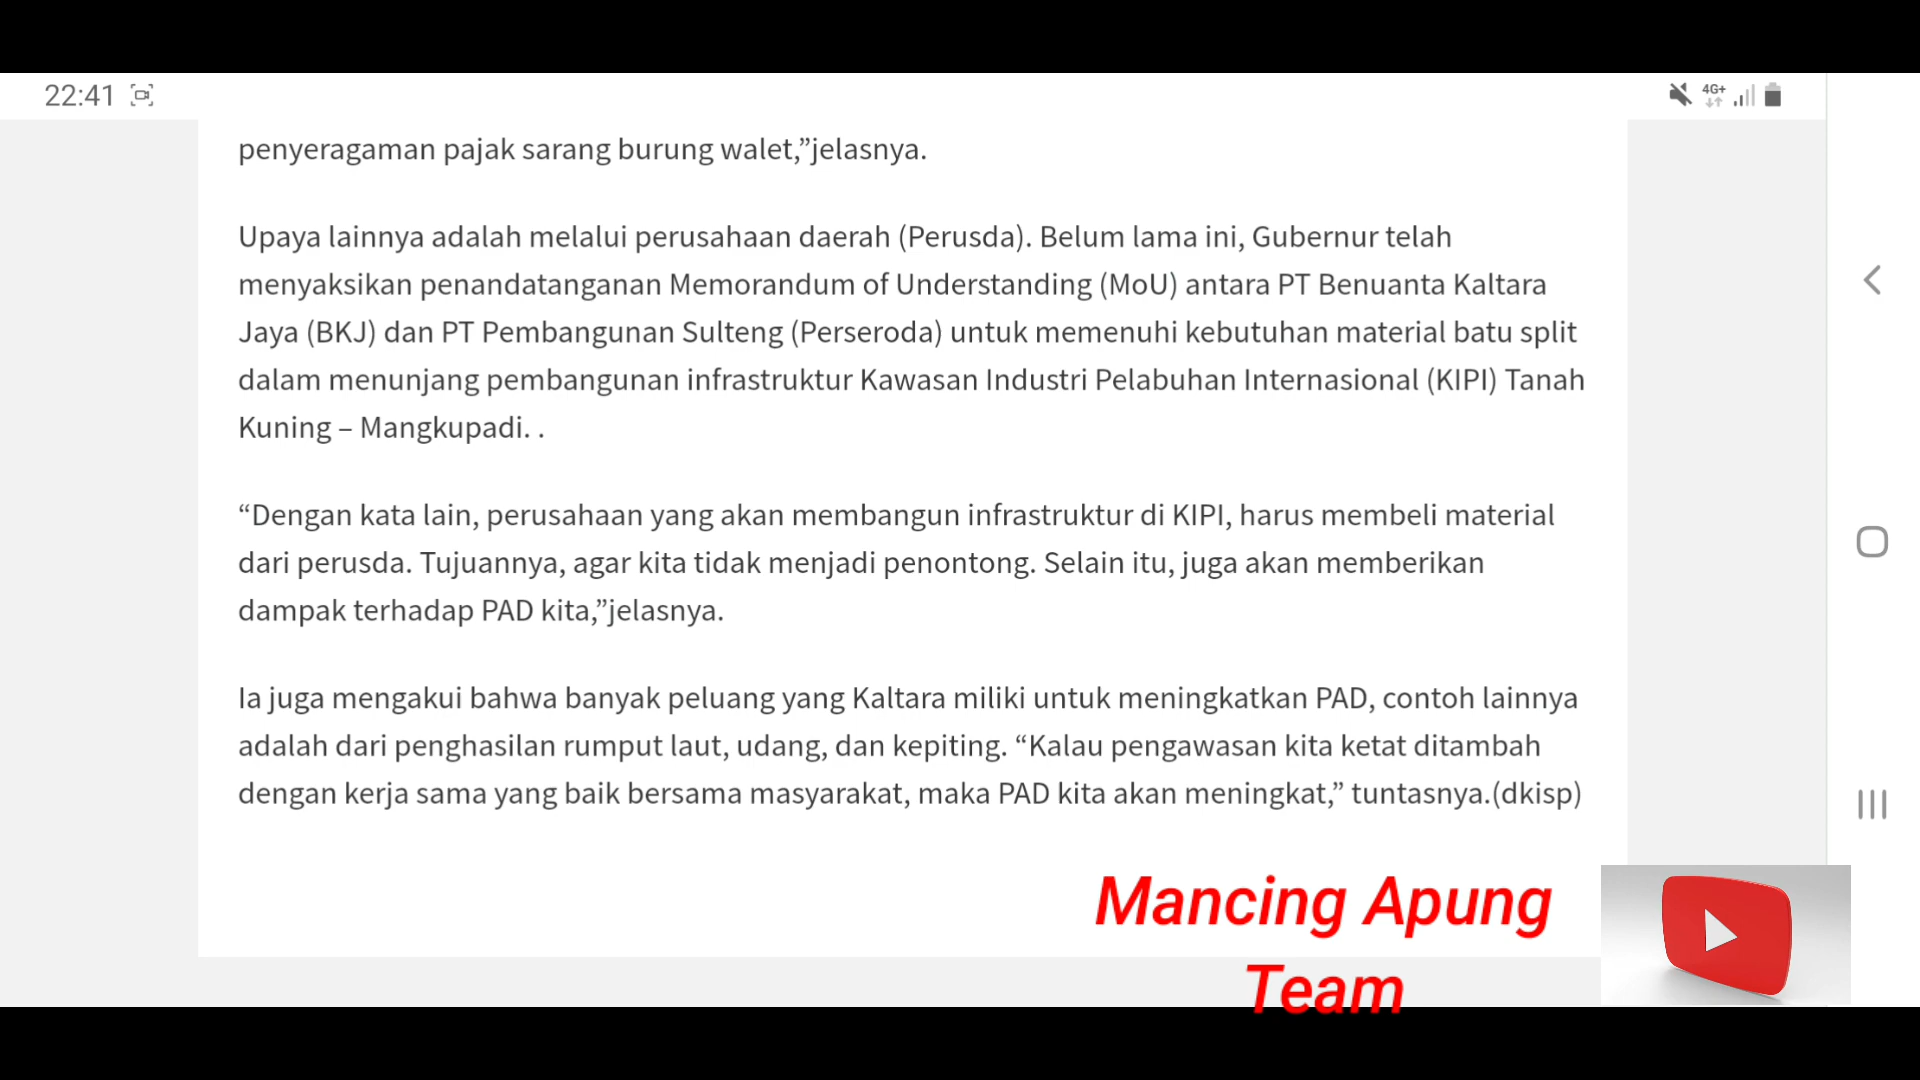 22:41
4G+
penyeragaman pajak sarang burung walet,”jelasnya.
Upaya lainnya adalah melalui perusahaan daerah (Perusda). Belum lama ini, Gubernur telah
menyaksikan penandatanganan Memorandum of Understanding (MoU) antara PT Benuanta Kaltara
Jaya (BKJ) dan PT Pembangunan Sulteng (Perseroda) untuk memenuhi kebutuhan material batu split
dalam menunjang pembangunan infrastruktur Kawasan Industri Pelabuhan Internasional (KIPI) Tanah
Kuning – Mangkupadi. .
“Dengan kata lain, perusahaan yang akan membangun infrastruktur di KIPI, harus membeli material
dari perusda. Tujuannya, agar kita tidak menjadi penontong. Selain itu, juga akan memberikan
dampak terhadap PAD kita,”jelasnya.
Ia juga mengakui bahwa banyak peluang yang Kaltara miliki untuk meningkatkan PAD, contoh lainnya
adalah dari penghasilan rumput laut, udang, dan kepiting. “Kalau pengawasan kita ketat ditambah
dengan kerja sama yang baik bersama masyarakat, maka PAD kita akan meningkat,” tuntasnya.(dkisp)
Mancing Apung
Team